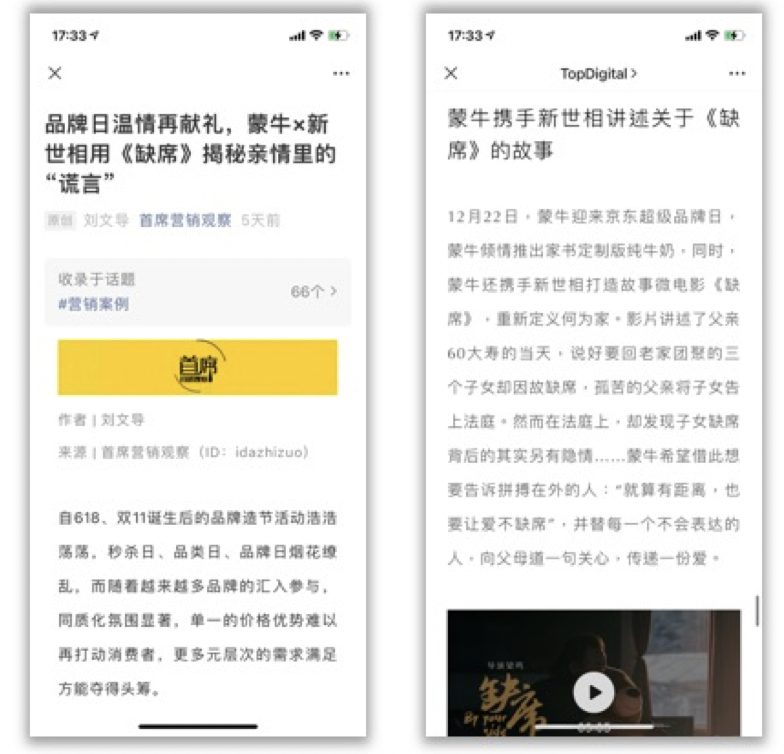 17:33
品牌日温情再献礼，蒙牛×新
世相用《缺席》揭秘亲情里的
“谎言”
原创 刘文导 首席营销观察 5天前
收录于话题
#营销案例
66个 >
首席
作者 | 刘文导
来源 | 首席营销观察（ID：idazhizuo）
自618、双11诞生后的品牌造节活动浩浩
荡荡，秒杀日、品类日、品牌日烟花缭
乱，而随着越来越多品牌的汇入参与，
同质化氛围显著，单一的价格优势难以
再打动消费者，更多元层次的需求满足
方能夺得头筹。
17:33
TopDigital >
蒙牛携手新世相讲述关于《缺
席》的故事
12月22日，蒙牛迎来京东超级品牌日，
蒙牛倾情推出家书定制版纯牛奶，同时，
蒙牛还携手新世相打造故事微电影《缺
席》，重新定义何为家。影片讲述了父亲
60大寿的当天，说好要回老家团聚的三
个子女却因故缺席，孤苦的父亲将子女告
上法庭。然而在法庭上，却发现子女缺席
背后的其实另有隐情……蒙牛希望借此想
要告诉拼搏在外的人：“就算有距离，也
要让爱不缺席”，并替每一个不会表达的
人，向父母道一句关心，传递一份爱。
缺席
By your side